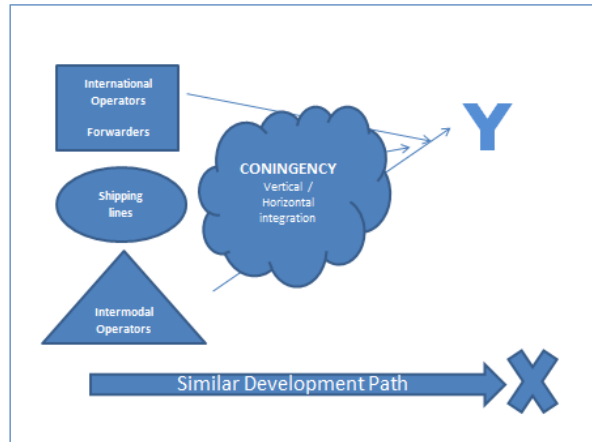 International
Operators
Forwarders
Shipping
lines
Intermodal
Operators
CONINGENCY
Vertical /
Horizontal
integration
Y
Similar Development Path
X